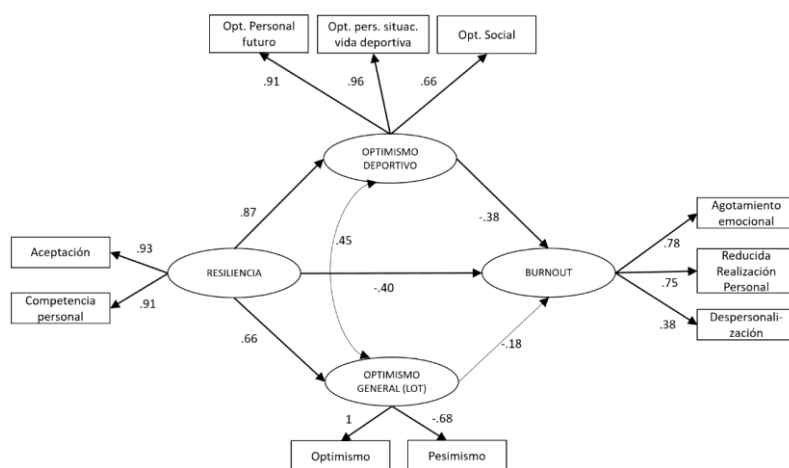 Opt. Personal
futuro
Opt. pers. situac.
vida deportiva
Opt. Social
.91
.96
.66
OPTIMISMO
DEPORTIVO
.87
.45
-.38
Aceptación
.93
RESILIENCIA
-.40
BURNOUT
Agotamiento
emocional
.78
Reducida
Realización
Personal
.75
Competencia
personal
.91
.38
Despersonali-
zación
.66
-.18
OPTIMISMO
GENERAL (LOT)
1
-.68
Optimismo
Pesimismo